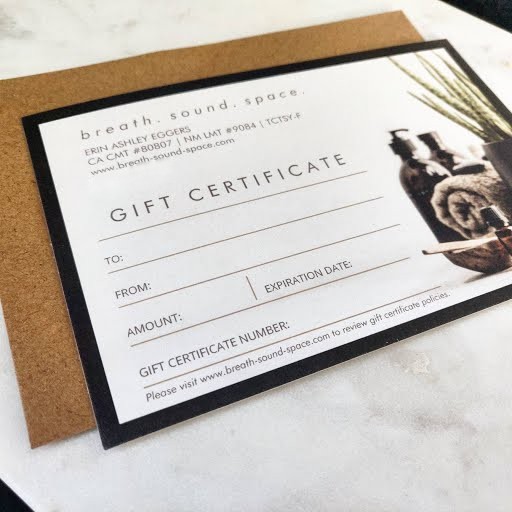 breath. sound. space.
ERIN ASHLEY EGGERS
CA CMT #80807 | NM LMT #9084 | TCTSY-F
www.breath-sound-space.com
GIFT CERTIFICATE
TO:
FROM:
AMOUNT: EXPIRATION DATE:
GIFT CERTIFICATE NUMBER:
Please visit www.breath-sound-space.com to review gift certificate policies.